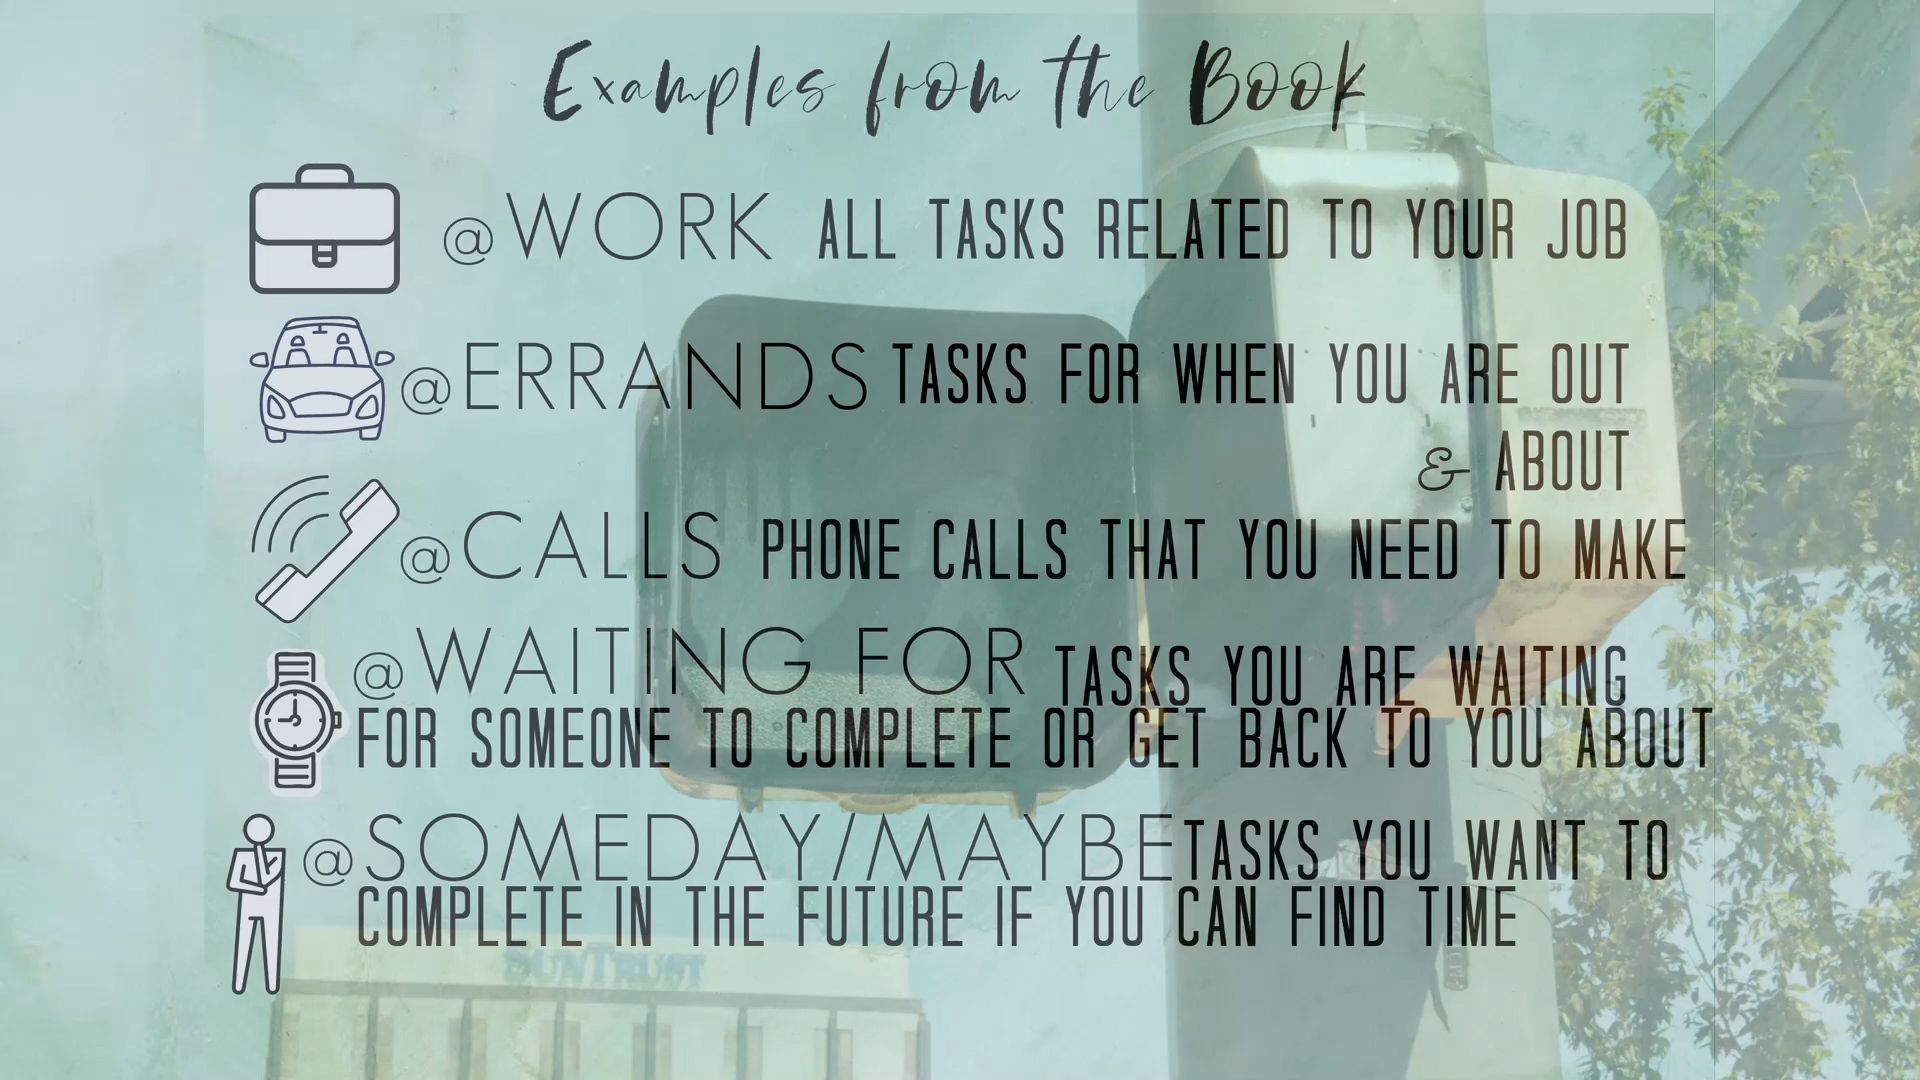 Examples from the Book
@WORK ALL TASKS RELATED TO YOUR JOB
@ERRANDS TASKS FOR WHEN YOU ARE OUT
& ABOUT
@CALLS PHONE CALLS THAT YOU NEED TO MAKE
@WAITING FOR TASKS YOU ARE WAITING
FOR SOMEONE TO COMPLETE OR GET BACK TO YOU ABOUT
@SOMEDAY/MAYBE TASKS YOU WANT TO
COMPLETE IN THE FUTURE IF YOU CAN FIND TIME
SUNTRUST